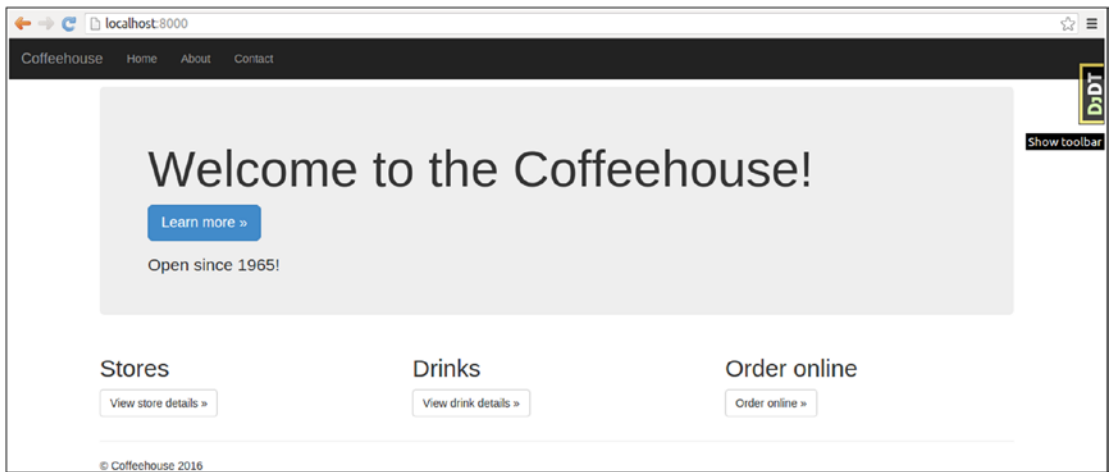 localhost:8000
Coffeehouse Home About Contact
DJDT
Show toolbar
Welcome to the Coffeehouse!
Learn more »
Open since 1965!
Stores Drinks Order online
View store details » View drink details » Order online »
© Coffeehouse 2016